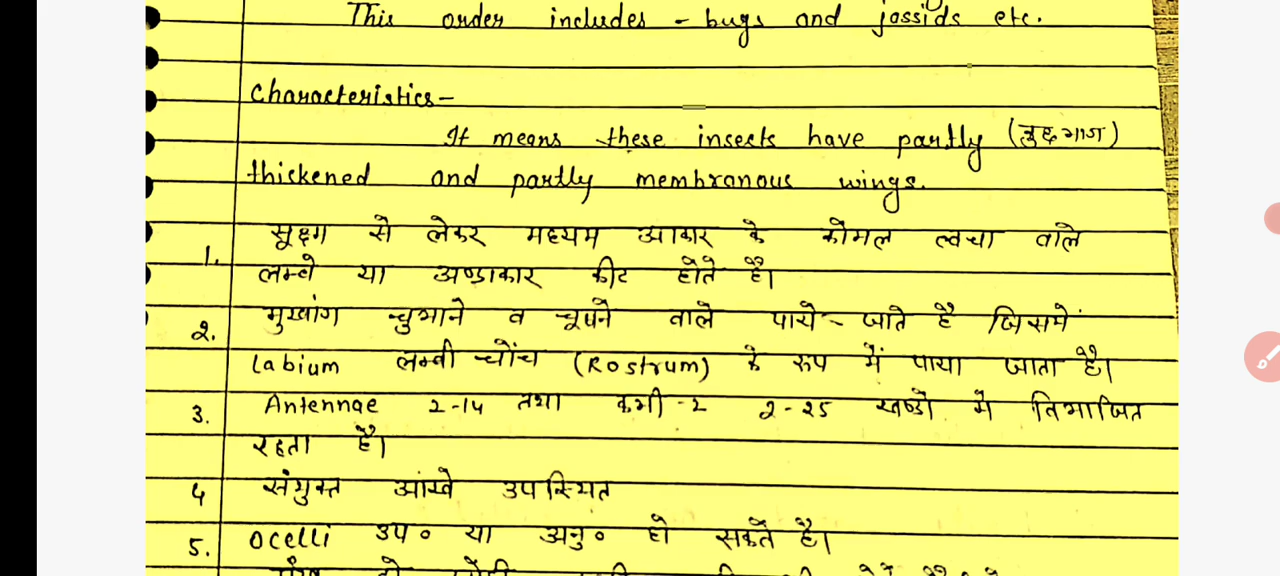 This order includes - bugs and jassids etc.
Characteristics-
It means these insects have partly (कुछ भाग)
thickened and partly membranous wings.
1. सूक्ष्म से लेकर मध्यम आकार के कोमल त्वचा वाले
लम्बे या अण्डाकार कीट होते है।
2. मुखांग चुभाने व चूषने वाले पाये- जाते है जिसमें
Labium लम्बी चोंच (Rostrum) के रूप में पाया जाता है।
3. Antennae 2-14 तथा कभी-2 2-25 खण्डो मे विभाजित
रहता है।
4 संयुक्त आंखे उपस्थित
5. ocelli उप० या अनु० हो सकते है।